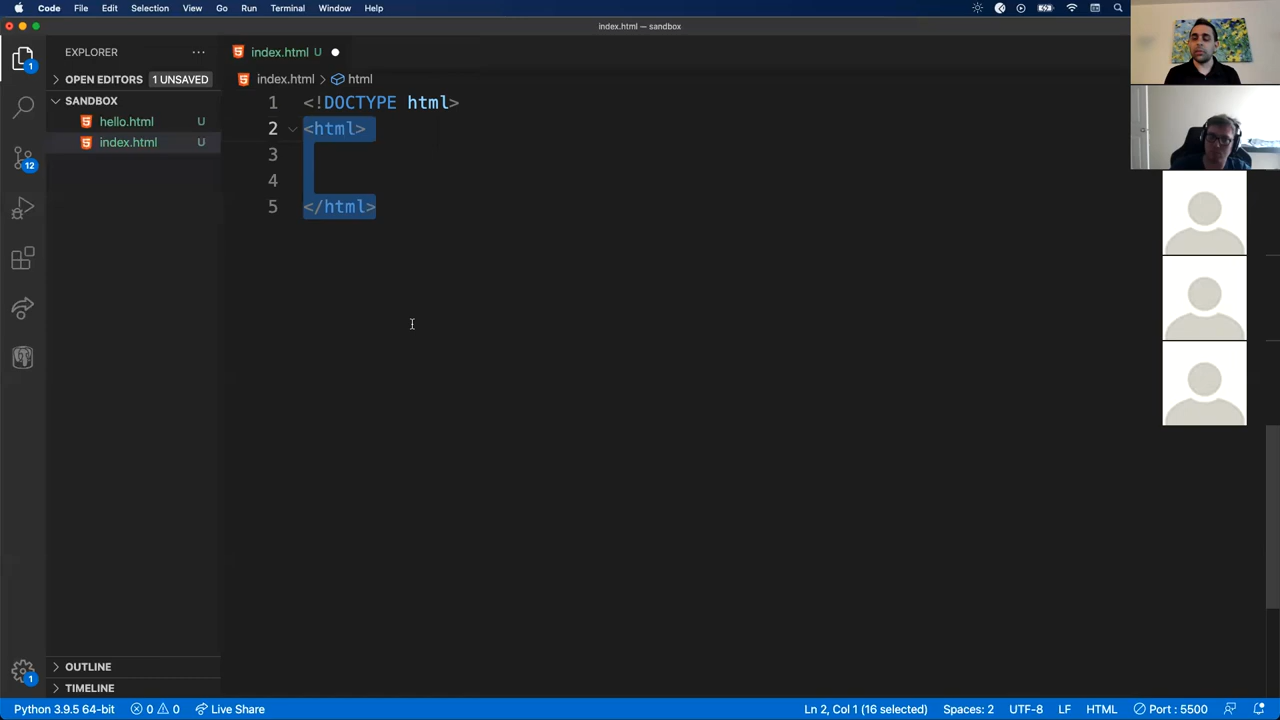 Code File Edit Selection View Go Run Terminal Window Help
index.html — sandbox
EXPLORER
index.html U
OPEN EDITORS 1 UNSAVED
index.html > html
SANDBOX
hello.html U
index.html U
1 <!DOCTYPE html>
2 <html>
3
4
5 </html>
1
12
OUTLINE
TIMELINE
1
Python 3.9.5 64-bit 0 0 Live Share Ln 2, Col 1 (16 selected) Spaces: 2 UTF-8 LF HTML Port : 5500